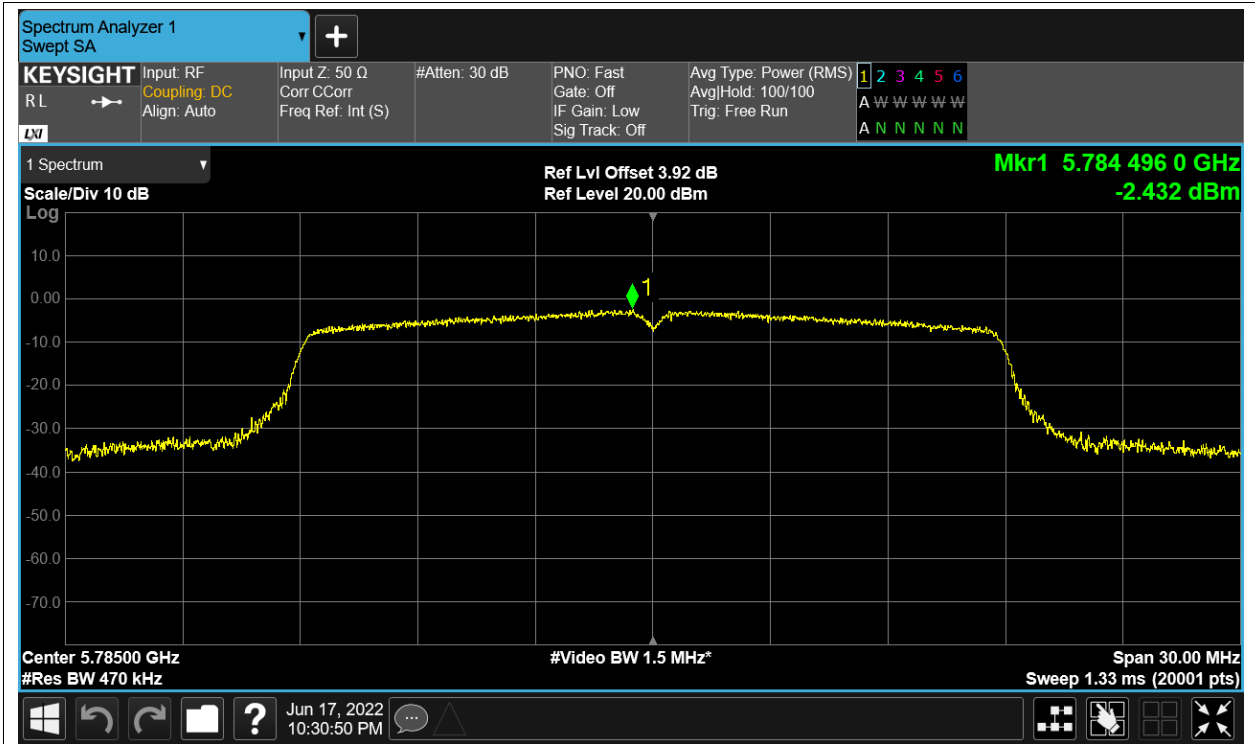 Spectrum Analyzer 1
Swept SA
KEYSIGHT
R L
LXI
Input: RF
Coupling: DC
Align: Auto
Input Z: 50 Ω
Corr CCorr
Freq Ref: Int (S)
#Atten: 30 dB
PNO: Fast
Gate: Off
IF Gain: Low
Sig Track: Off
Avg Type: Power (RMS)
Avg|Hold: 100/100
Trig: Free Run
1 2 3 4 5 6
A W W W W W
A N N N N N
1 Spectrum
Scale/Div 10 dB
Log
Ref Lvl Offset 3.92 dB
Ref Level 20.00 dBm
Mkr1 5.784 496 0 GHz
-2.432 dBm
10.0
0.00
-10.0
-20.0
-30.0
-40.0
-50.0
-60.0
-70.0
1
Center 5.78500 GHz
#Res BW 470 kHz
#Video BW 1.5 MHz*
Span 30.00 MHz
Sweep 1.33 ms (20001 pts)
?
Jun 17, 2022
10:30:50 PM